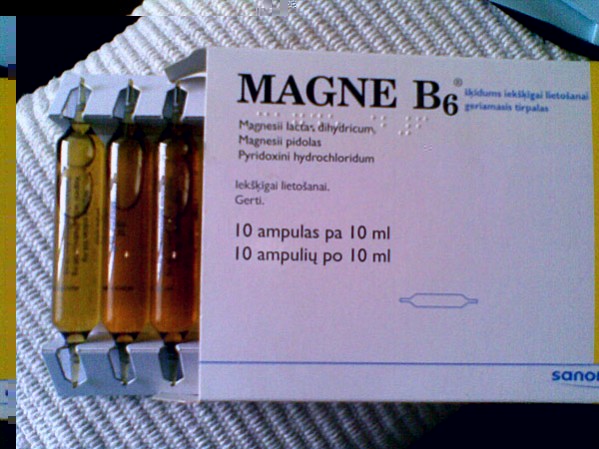 MAGNE B6®
šķidums iekšķīgai lietošanai
geriamasis tirpalas
Magnesii lactas dihydricum,
Magnesii pidolas
Pyridoxini hydrochloridum
Iekšķīgai lietošanai.
Gerti.
10 ampulas pa 10 ml
10 ampulių po 10 ml
sanof